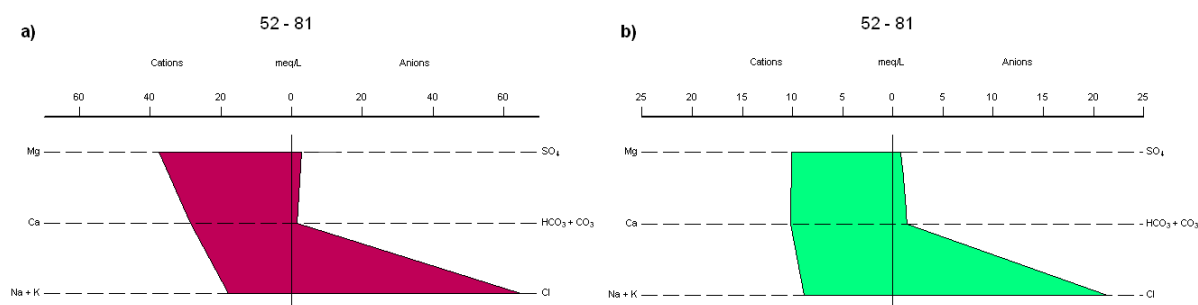 a)
52 - 81
Cations meq/L Anions
60 40 20 0 20 40 60
Mg SO₄
Ca HCO₃ + CO₃
Na + K Cl
b)
52 - 81
Cations meq/L Anions
25 20 15 10 5 0 5 10 15 20 25
Mg SO₄
Ca HCO₃ + CO₃
Na + K Cl